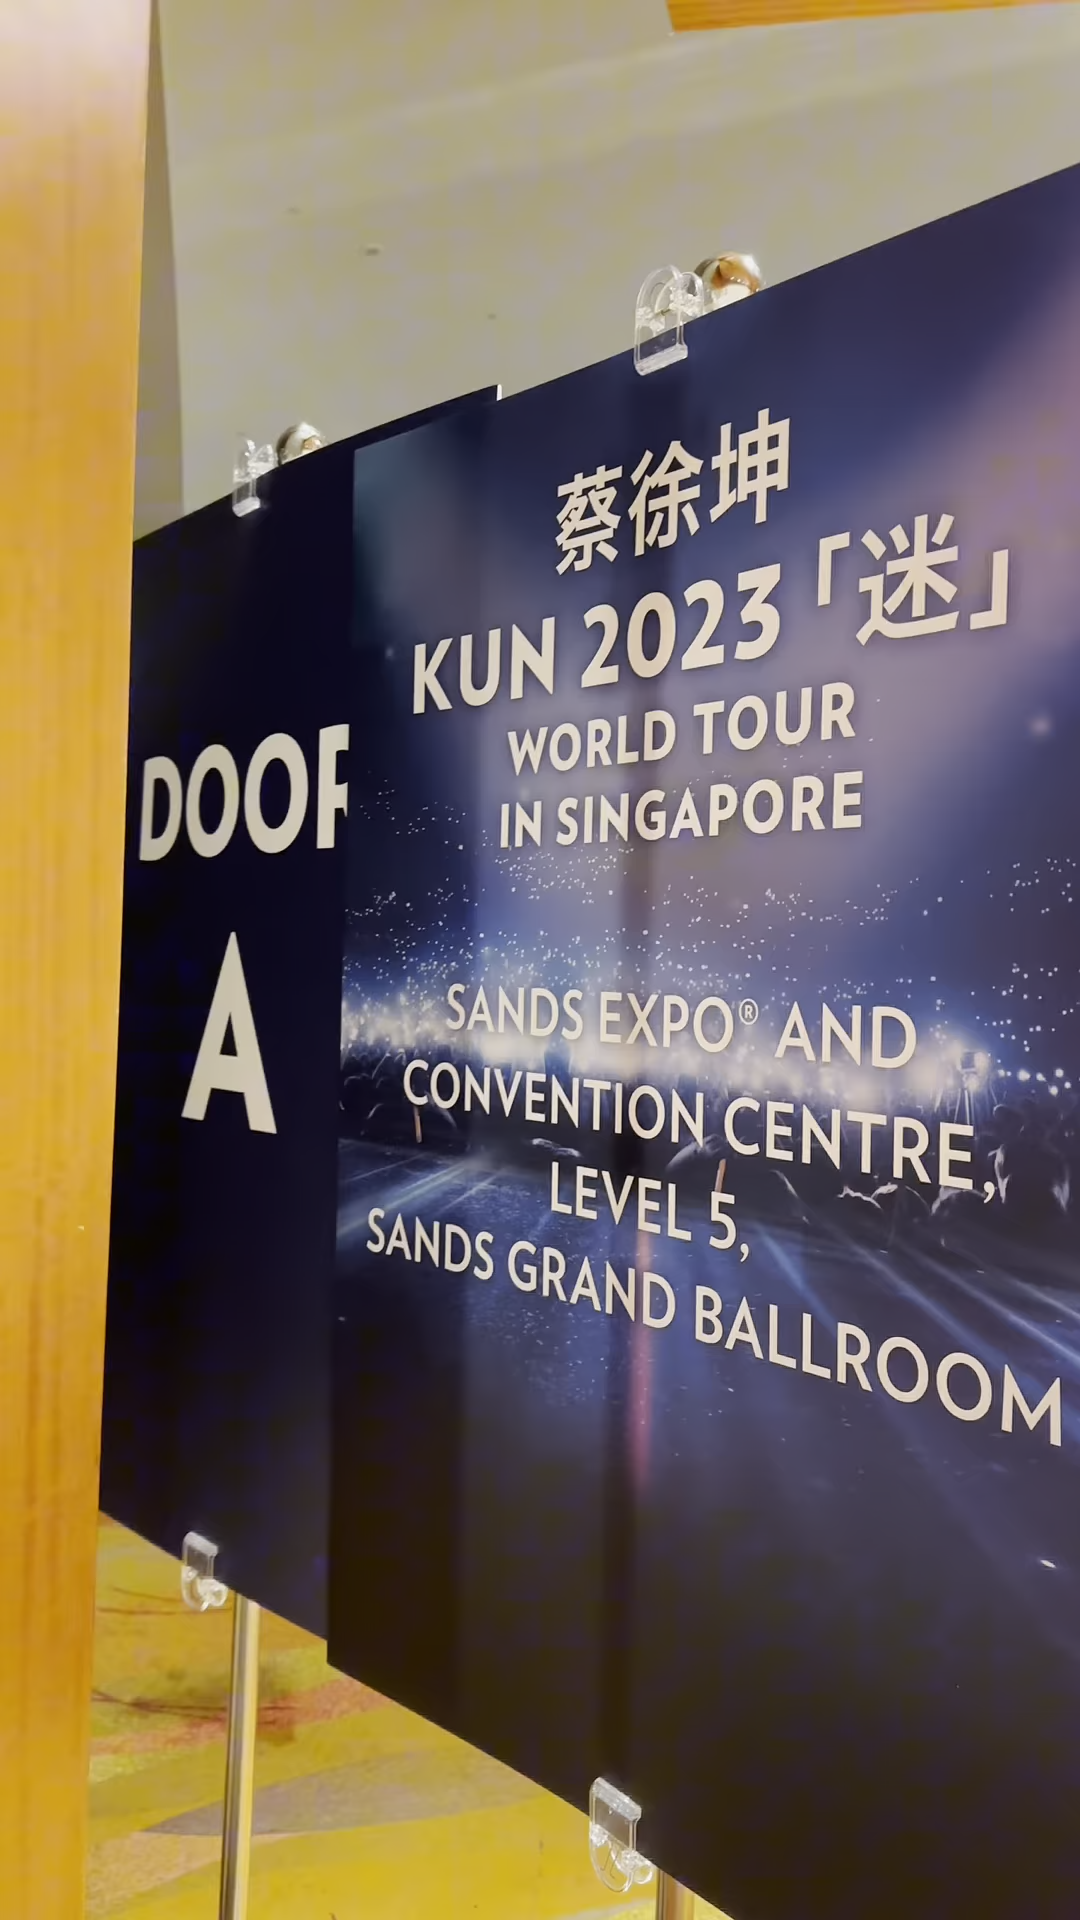 DOOR
A
蔡徐坤
KUN 2023「迷」
WORLD TOUR
IN SINGAPORE
SANDS EXPO® AND
CONVENTION CENTRE,
LEVEL 5,
SANDS GRAND BALLROOM